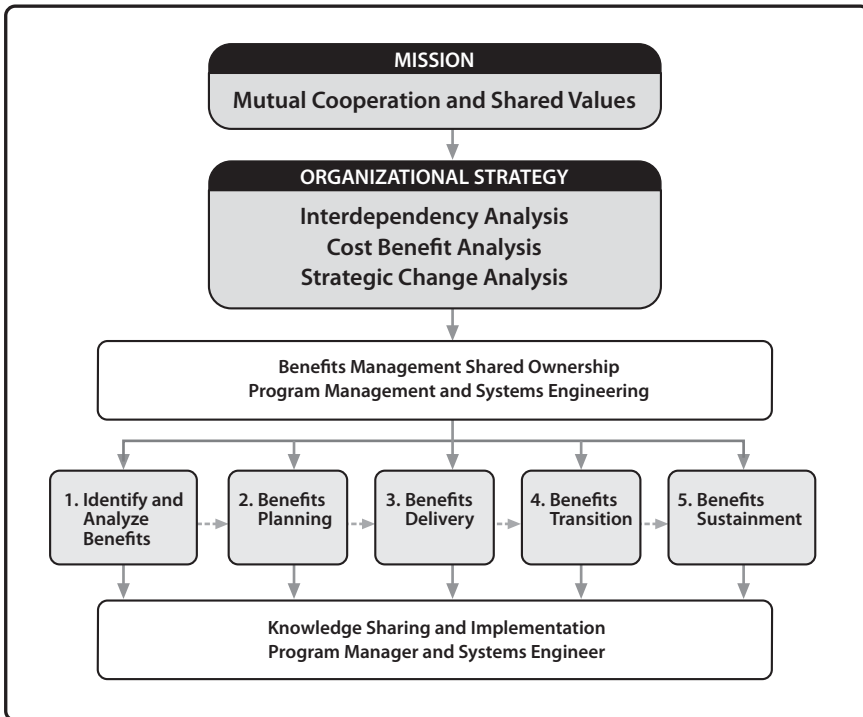 MISSION
Mutual Cooperation and Shared Values
ORGANIZATIONAL STRATEGY
Interdependency Analysis
Cost Benefit Analysis
Strategic Change Analysis
Benefits Management Shared Ownership
Program Management and Systems Engineering
1. Identify and
Analyze
Benefits
2. Benefits
Planning
3. Benefits
Delivery
4. Benefits
Transition
5. Benefits
Sustainment
Knowledge Sharing and Implementation
Program Manager and Systems Engineer